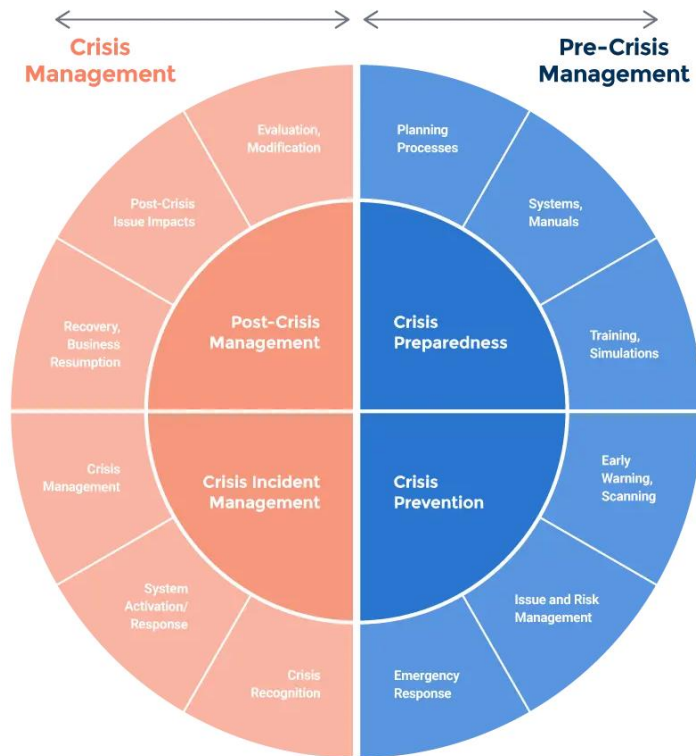 Crisis
Management
Pre-Crisis
Management
Evaluation,
Modification
Planning
Processes
Post-Crisis
Issue Impacts
Systems,
Manuals
Recovery,
Business
Resumption
Post-Crisis
Management
Crisis
Preparedness
Training,
Simulations
Crisis
Management
Crisis Incident
Management
Crisis
Prevention
Early
Warning,
Scanning
System
Activation/
Response
Issue and Risk
Management
Crisis
Recognition
Emergency
Response